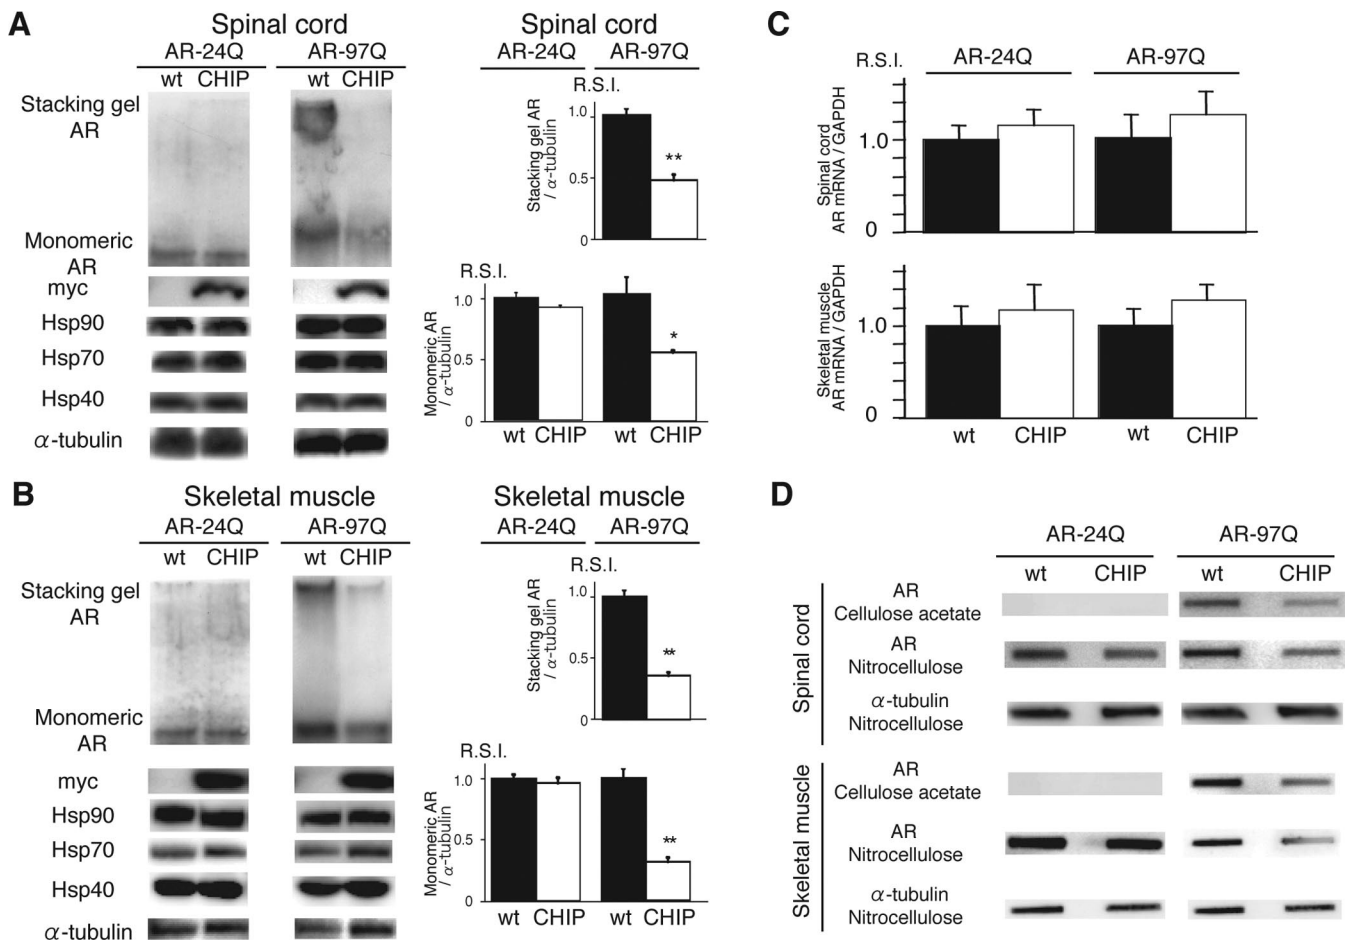 A
Spinal cord
AR-24Q
AR-97Q
wt
CHIP
wt
CHIP
Stacking gel
AR
Monomeric
AR
myc
Hsp90
Hsp70
Hsp40
α-tubulin
Spinal cord
AR-24Q
AR-97Q
R.S.I.
Stacking gel AR
/ α-tubulin
1.0
0.5
0
**
R.S.I.
Monomeric AR
/ α-tubulin
1.0
0.5
0
*
wt
CHIP
wt
CHIP
B
Skeletal muscle
AR-24Q
AR-97Q
wt
CHIP
wt
CHIP
Stacking gel
AR
Monomeric
AR
myc
Hsp90
Hsp70
Hsp40
α-tubulin
Skeletal muscle
AR-24Q
AR-97Q
R.S.I.
Stacking gel AR
/ α-tubulin
1.0
0.5
0
**
R.S.I.
Monomeric AR
/ α-tubulin
1.0
0.5
0
**
wt
CHIP
wt
CHIP
C
R.S.I.
AR-24Q
AR-97Q
Spinal cord
AR mRNA / GAPDH
1.0
0
Skeletal muscle
AR mRNA / GAPDH
1.0
0
wt
CHIP
wt
CHIP
D
AR-24Q
AR-97Q
wt
CHIP
wt
CHIP
Spinal cord
AR
Cellulose acetate
AR
Nitrocellulose
α-tubulin
Nitrocellulose
Skeletal muscle
AR
Cellulose acetate
AR
Nitrocellulose
α-tubulin
Nitrocellulose